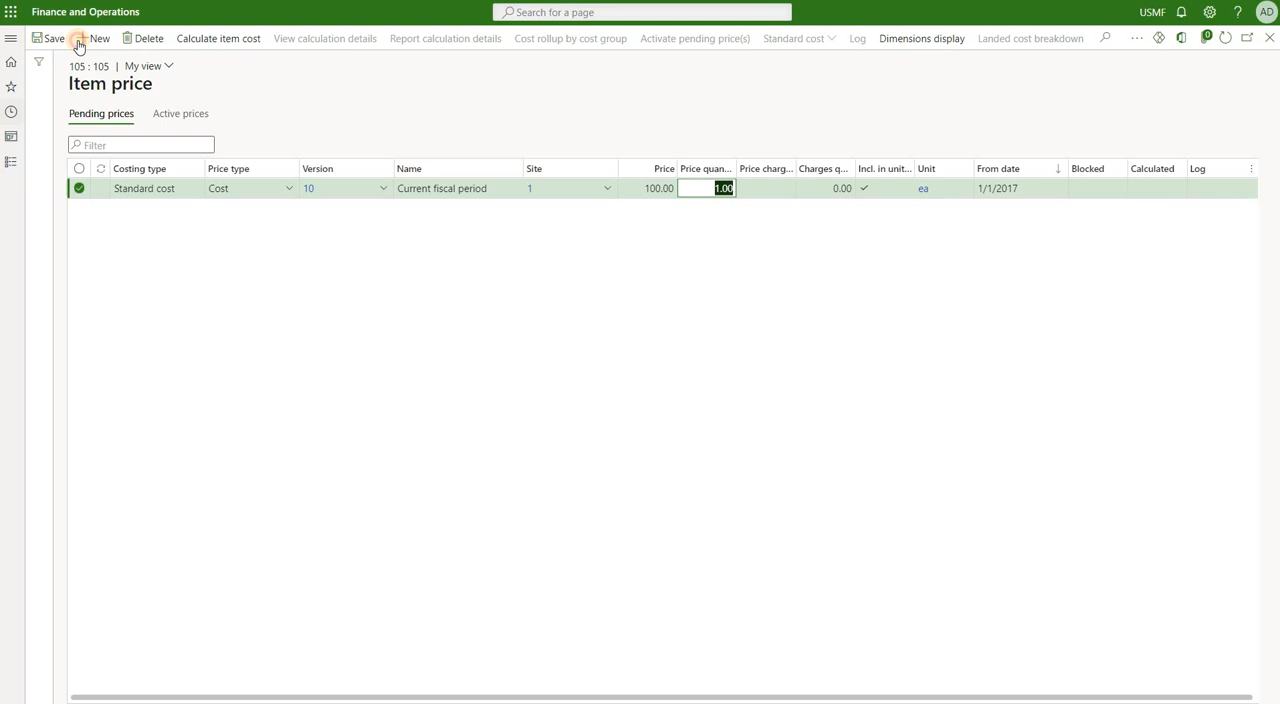 Finance and Operations
Search for a page
USMF
?
AD
Save
New
Delete
Calculate item cost
View calculation details
Report calculation details
Cost rollup by cost group
Activate pending price(s)
Standard cost
Log
Dimensions display
Landed cost breakdown
0
105 : 105 | My view
Item price
Pending prices Active prices
Filter
Costing type Price type Version Name Site Price Price quan... Price charg... Charges q... Incl. in unit... Unit From date Blocked Calculated Log
Standard cost Cost 10 Current fiscal period 1 100.00 1.00 0.00 ea 1/1/2017